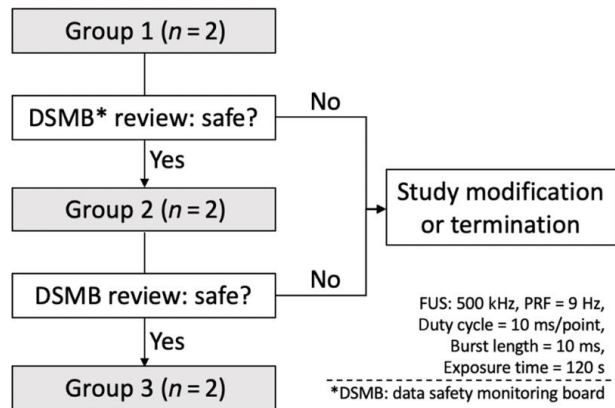 Group 1 (n = 2)
No
DSMB* review: safe?
Yes
Group 2 (n = 2)
Study modification
or termination
No
DSMB review: safe?
Yes
Group 3 (n = 2)
FUS: 500 kHz, PRF = 9 Hz,
Duty cycle = 10 ms/point,
Burst length = 10 ms,
Exposure time = 120 s
*DSMB: data safety monitoring board